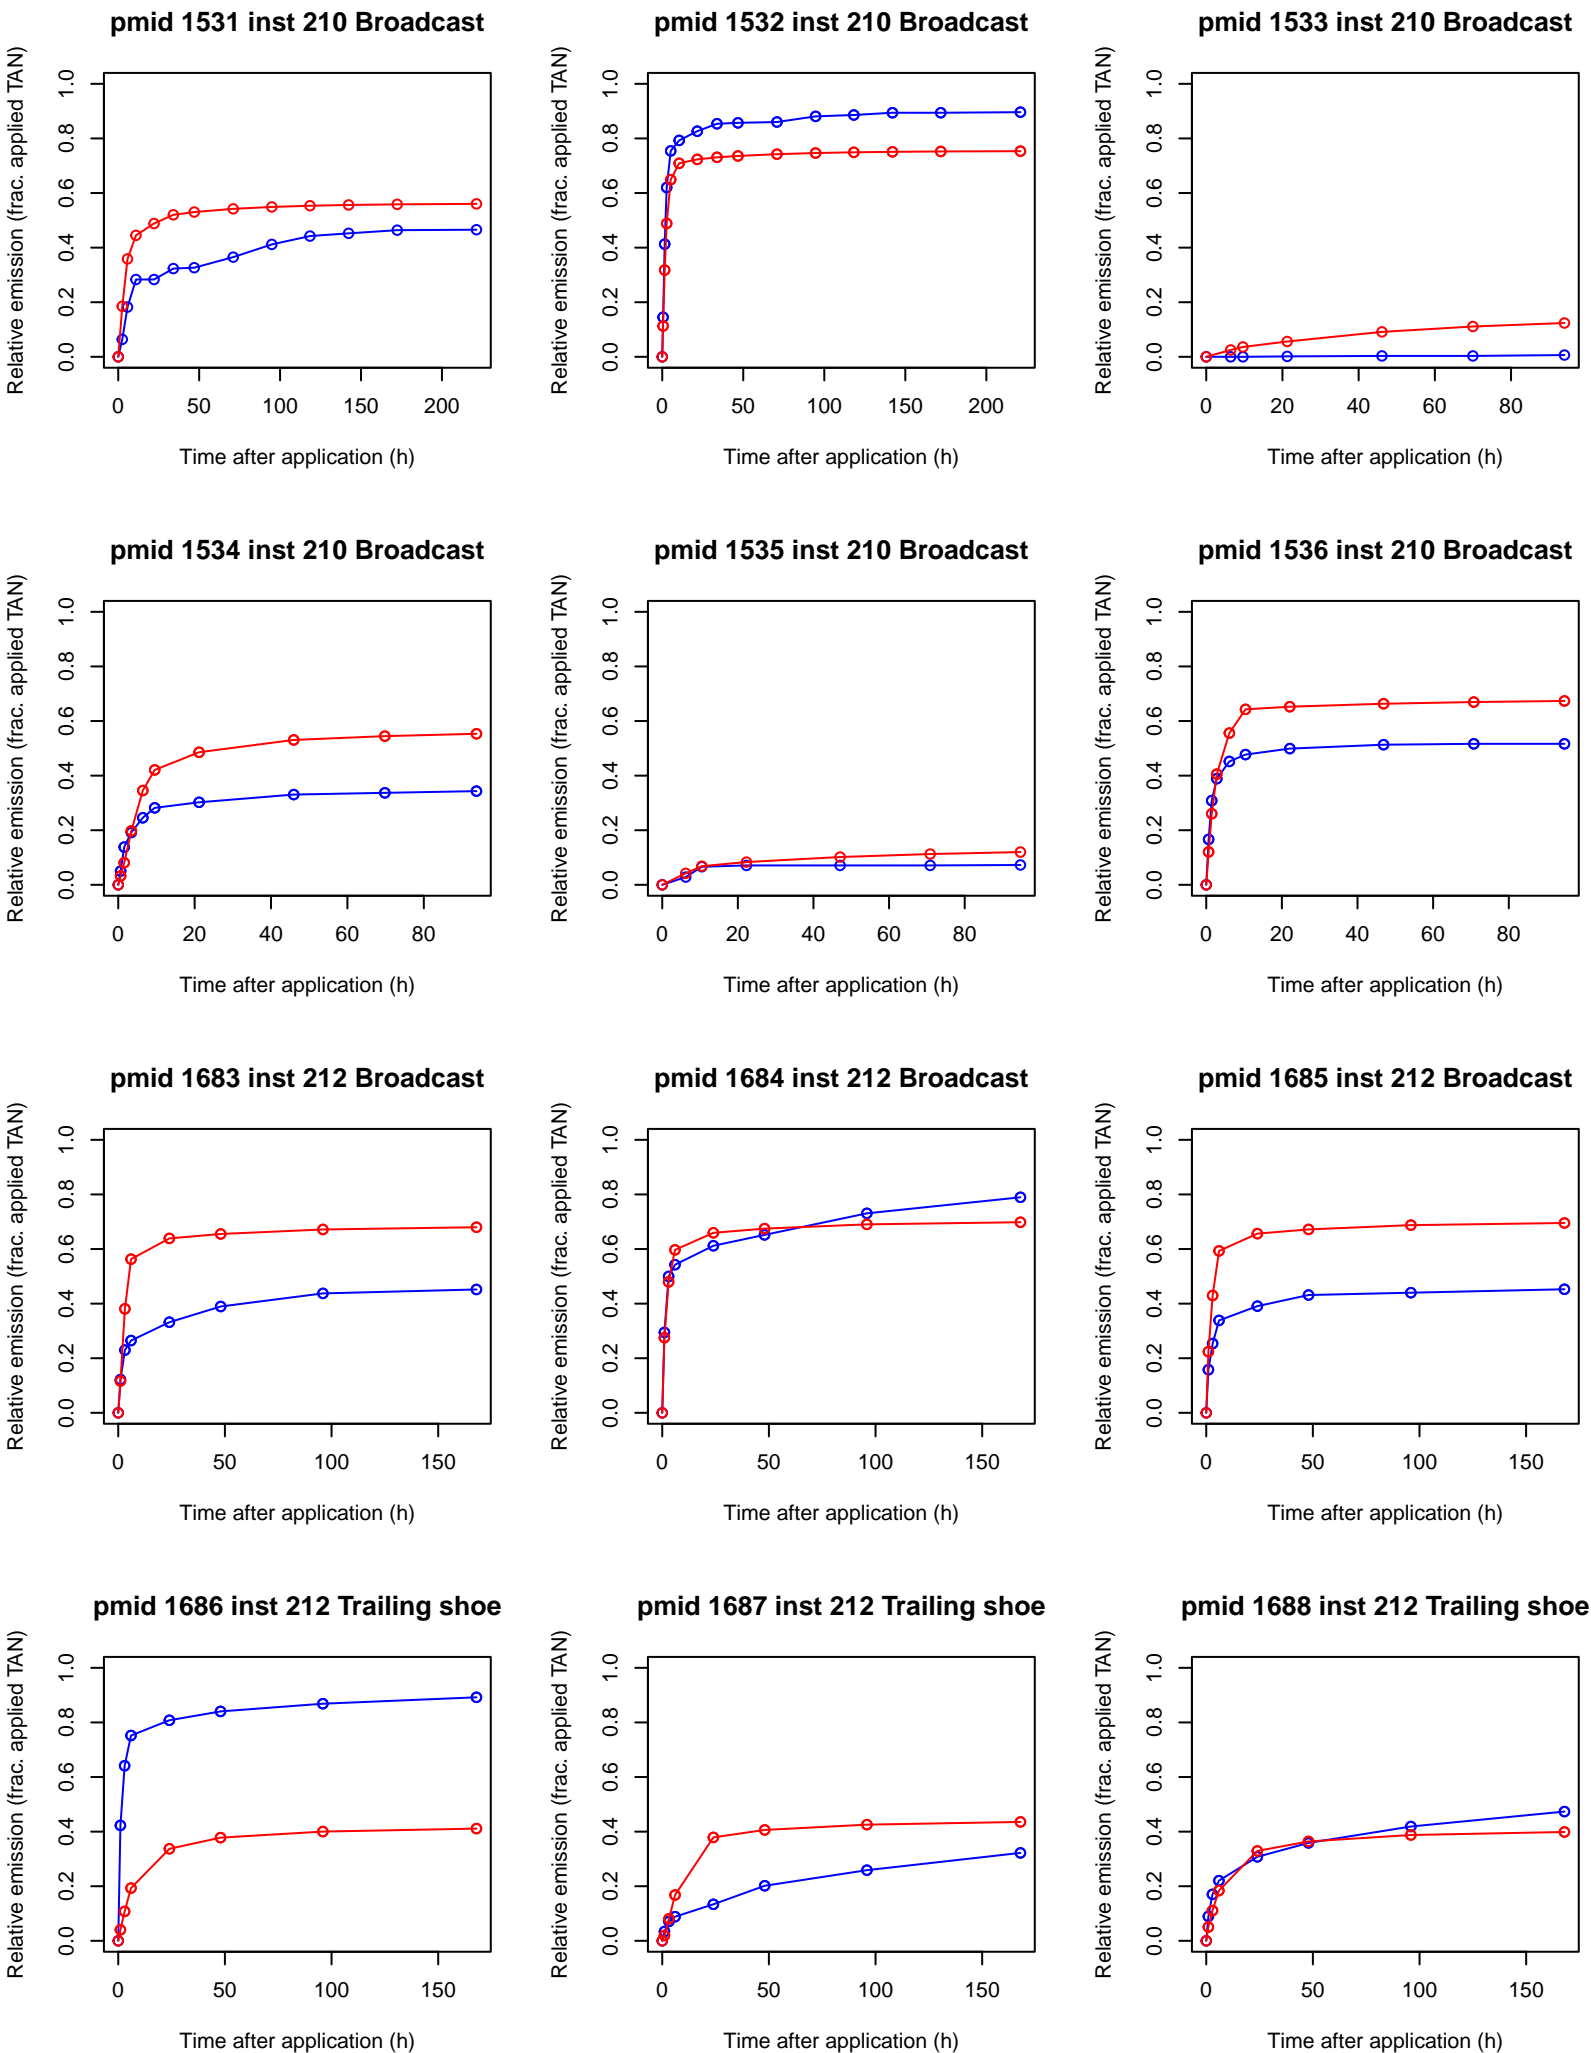 pmid 1531 inst 210 Broadcast
Relative emission (frac. applied TAN)
0.0 0.2 0.4 0.6 0.8 1.0
0 50 100 150 200
Time after application (h)
pmid 1532 inst 210 Broadcast
Relative emission (frac. applied TAN)
0.0 0.2 0.4 0.6 0.8 1.0
0 50 100 150 200
Time after application (h)
pmid 1533 inst 210 Broadcast
Relative emission (frac. applied TAN)
0.0 0.2 0.4 0.6 0.8 1.0
0 20 40 60 80
Time after application (h)
pmid 1534 inst 210 Broadcast
Relative emission (frac. applied TAN)
0.0 0.2 0.4 0.6 0.8 1.0
0 20 40 60 80
Time after application (h)
pmid 1535 inst 210 Broadcast
Relative emission (frac. applied TAN)
0.0 0.2 0.4 0.6 0.8 1.0
0 20 40 60 80
Time after application (h)
pmid 1536 inst 210 Broadcast
Relative emission (frac. applied TAN)
0.0 0.2 0.4 0.6 0.8 1.0
0 20 40 60 80
Time after application (h)
pmid 1683 inst 212 Broadcast
Relative emission (frac. applied TAN)
0.0 0.2 0.4 0.6 0.8 1.0
0 50 100 150
Time after application (h)
pmid 1684 inst 212 Broadcast
Relative emission (frac. applied TAN)
0.0 0.2 0.4 0.6 0.8 1.0
0 50 100 150
Time after application (h)
pmid 1685 inst 212 Broadcast
Relative emission (frac. applied TAN)
0.0 0.2 0.4 0.6 0.8 1.0
0 50 100 150
Time after application (h)
pmid 1686 inst 212 Trailing shoe
Relative emission (frac. applied TAN)
0.0 0.2 0.4 0.6 0.8 1.0
0 50 100 150
Time after application (h)
pmid 1687 inst 212 Trailing shoe
Relative emission (frac. applied TAN)
0.0 0.2 0.4 0.6 0.8 1.0
0 50 100 150
Time after application (h)
pmid 1688 inst 212 Trailing shoe
Relative emission (frac. applied TAN)
0.0 0.2 0.4 0.6 0.8 1.0
0 50 100 150
Time after application (h)